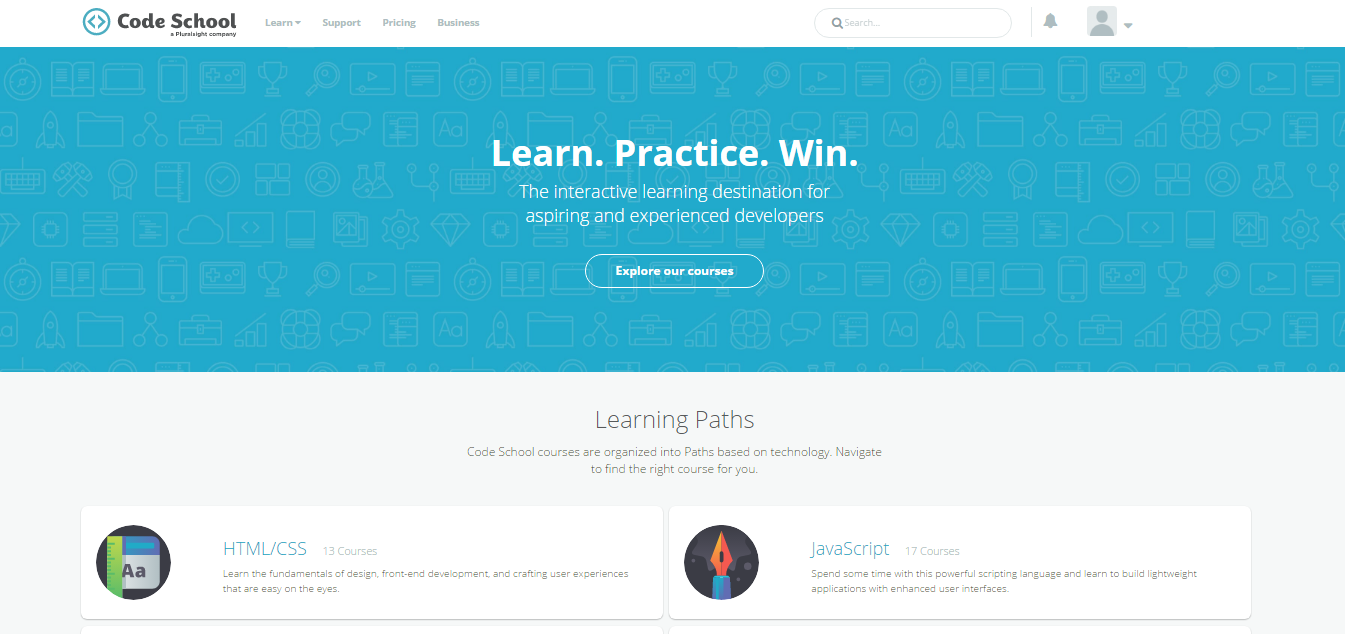 Code School
a Pluralsight company
Learn
Support
Pricing
Business
Search...
Learn. Practice. Win.
The interactive learning destination for
aspiring and experienced developers
Explore our courses
Learning Paths
Code School courses are organized into Paths based on technology. Navigate
to find the right course for you.
Aa
HTML/CSS 13 Courses
Learn the fundamentals of design, front-end development, and crafting user experiences
that are easy on the eyes.
JavaScript 17 Courses
Spend some time with this powerful scripting language and learn to build lightweight
applications with enhanced user interfaces.